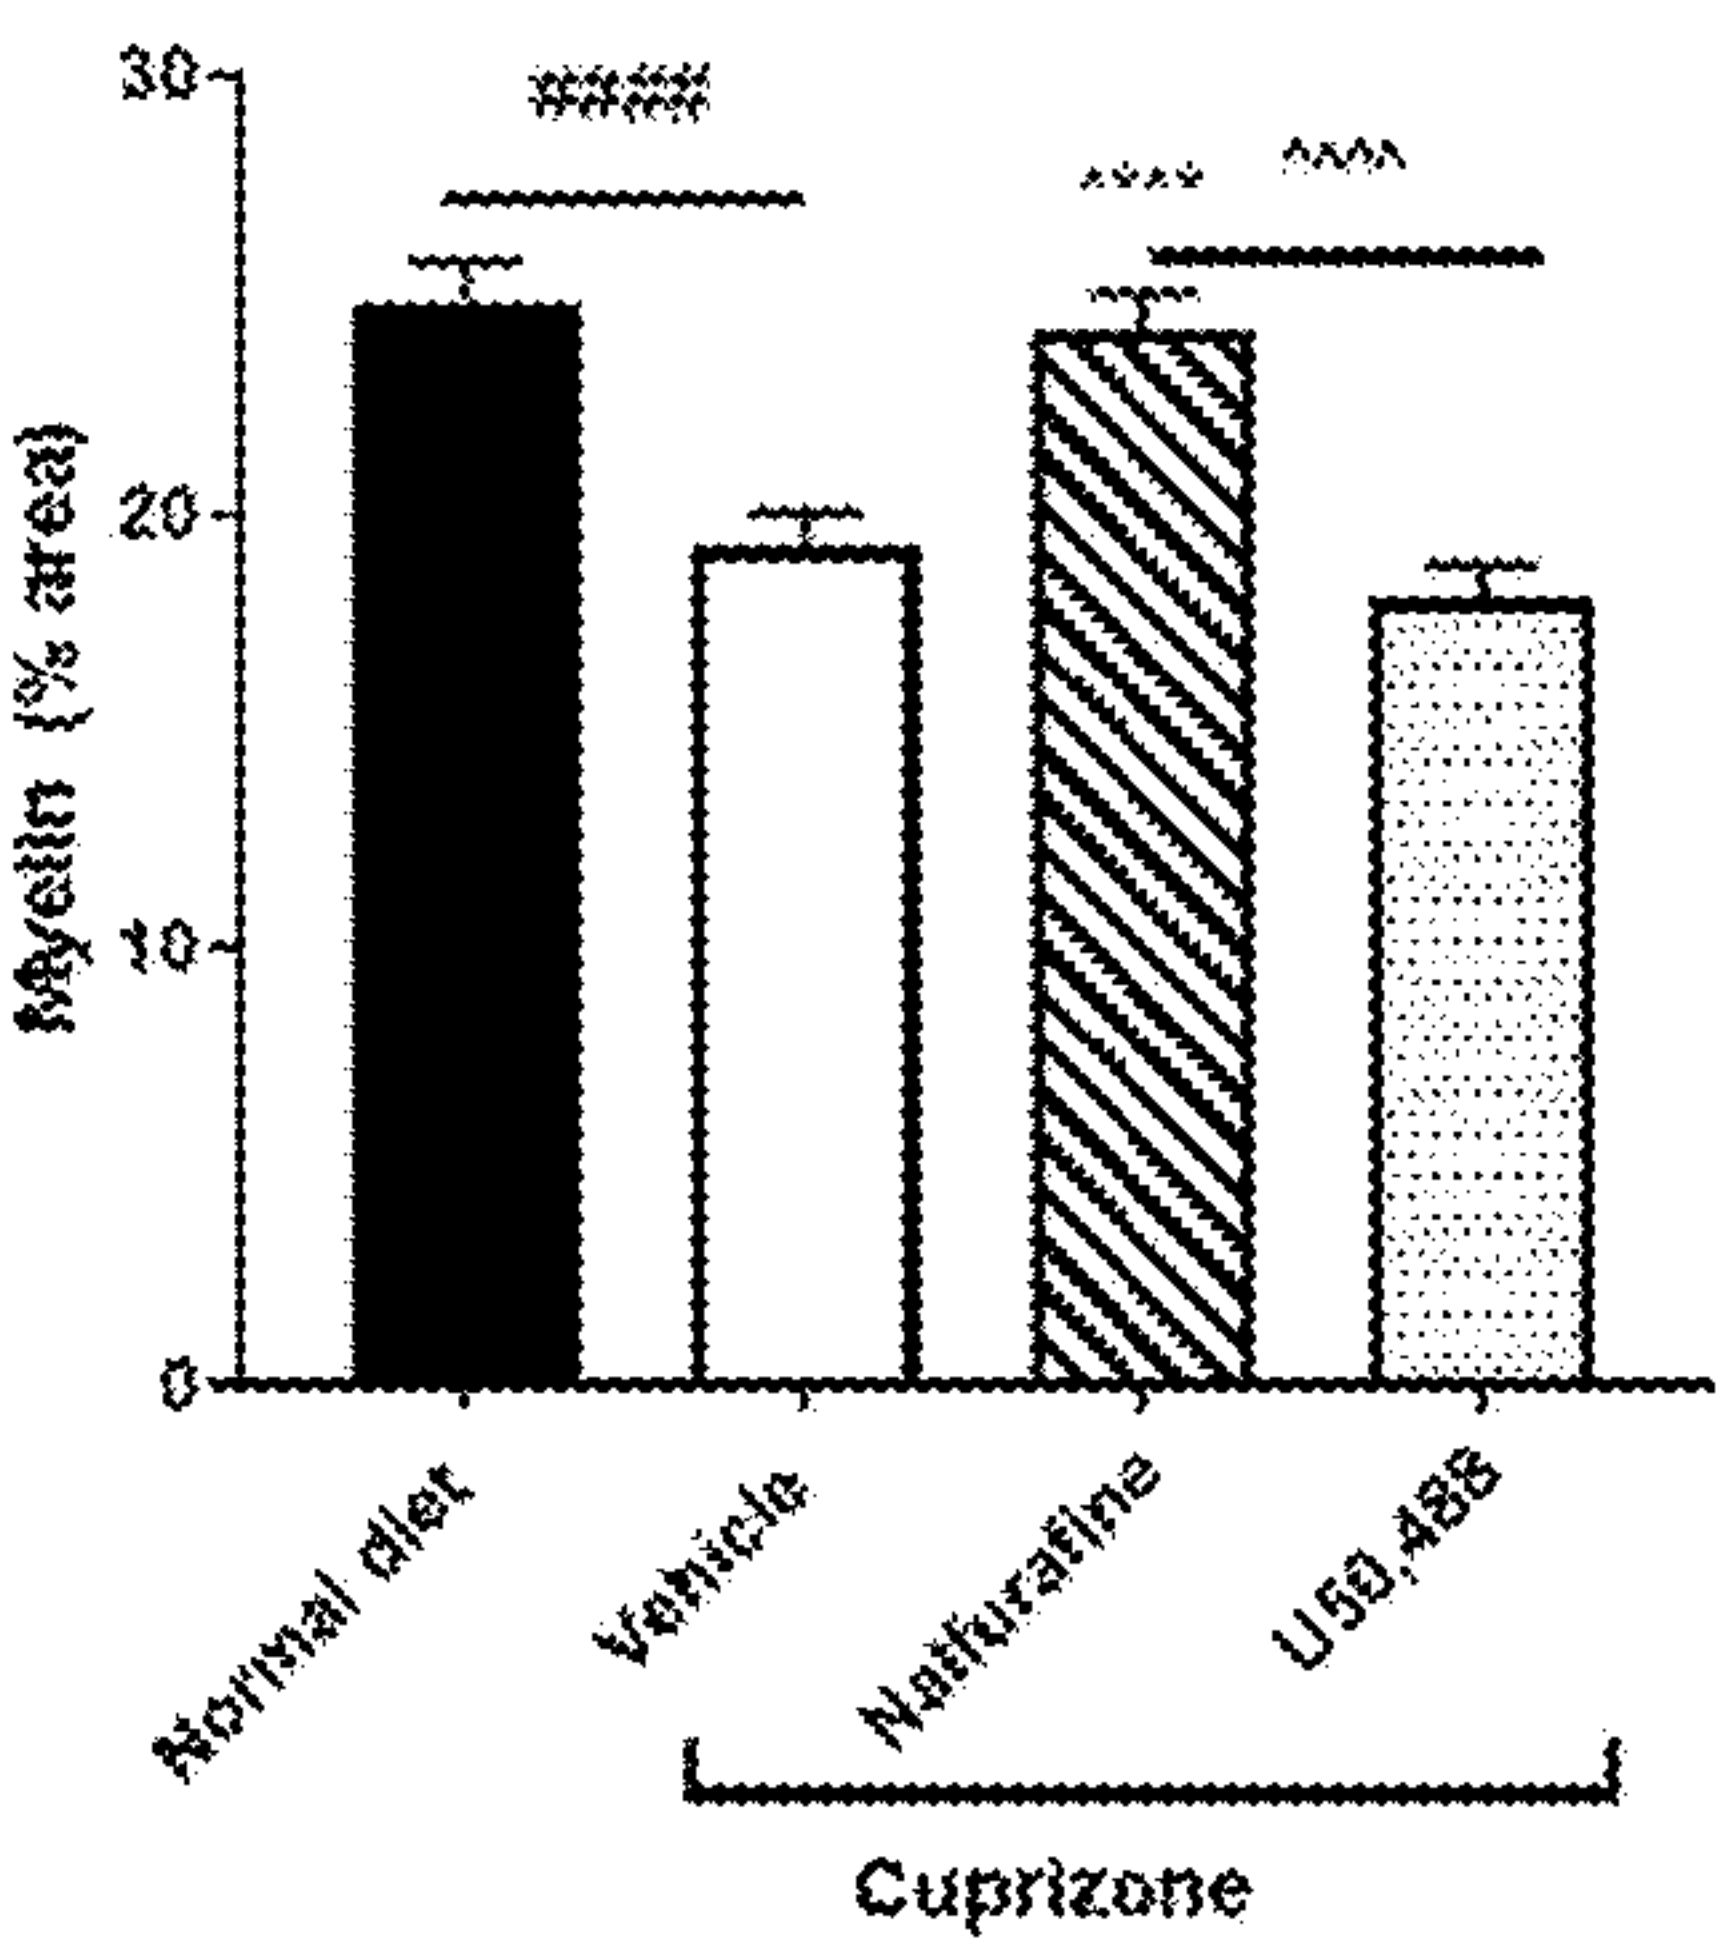 30
****
^^^^
20
10
0
Myelin (% area)
Normal diet
Vehicle
Nalfurafine
U50,488
Cuprizone